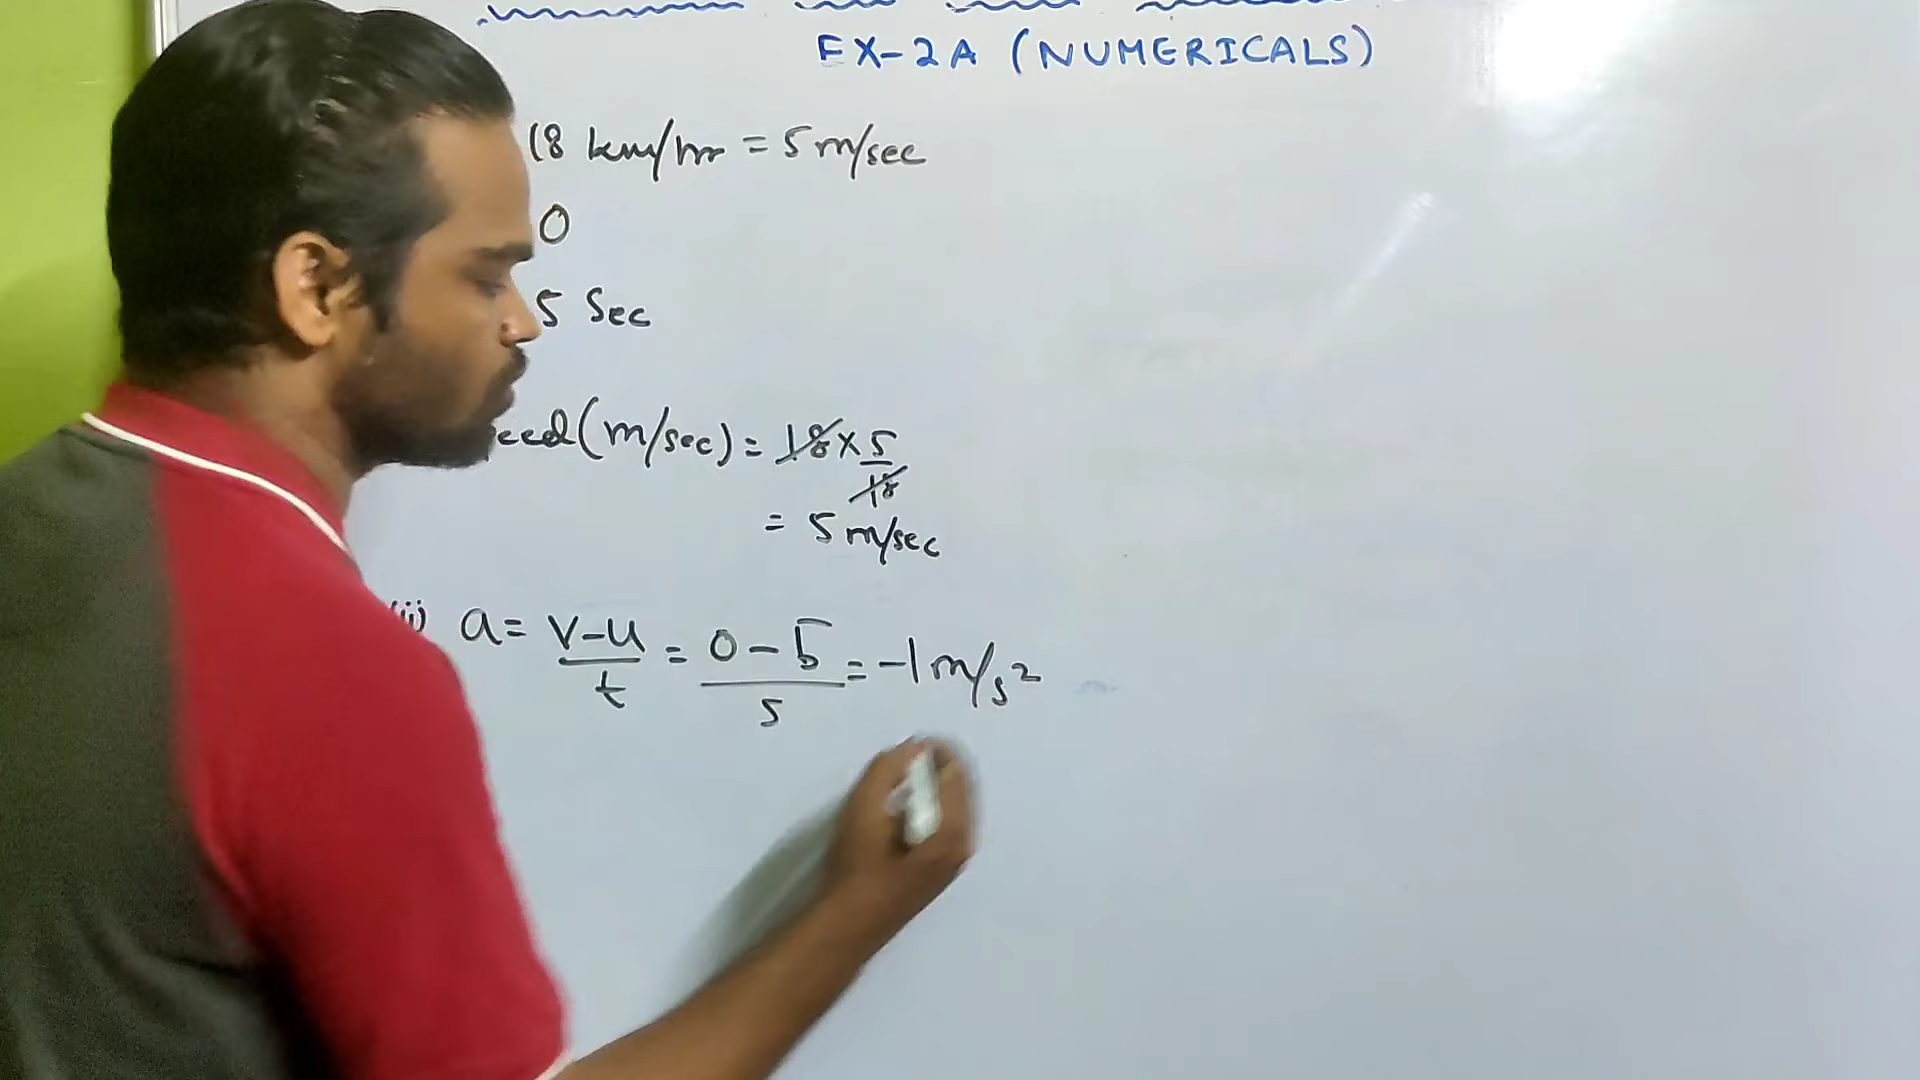 EX-2A (NUMERICALS)
18 km/hr = 5 m/sec
0
5 Sec
eed (m/sec) = 18 x 5/18
= 5 m/sec
(ii) a = v-u/t = 0-5/5 = -1 m/s²